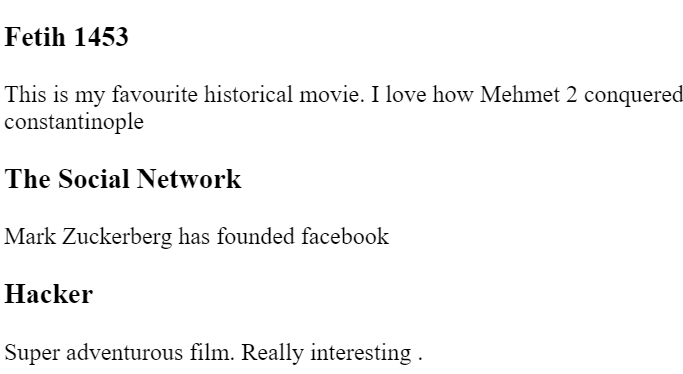 Fetih 1453
This is my favourite historical movie. I love how Mehmet 2 conquered
constantinople
The Social Network
Mark Zuckerberg has founded facebook
Hacker
Super adventurous film. Really interesting .